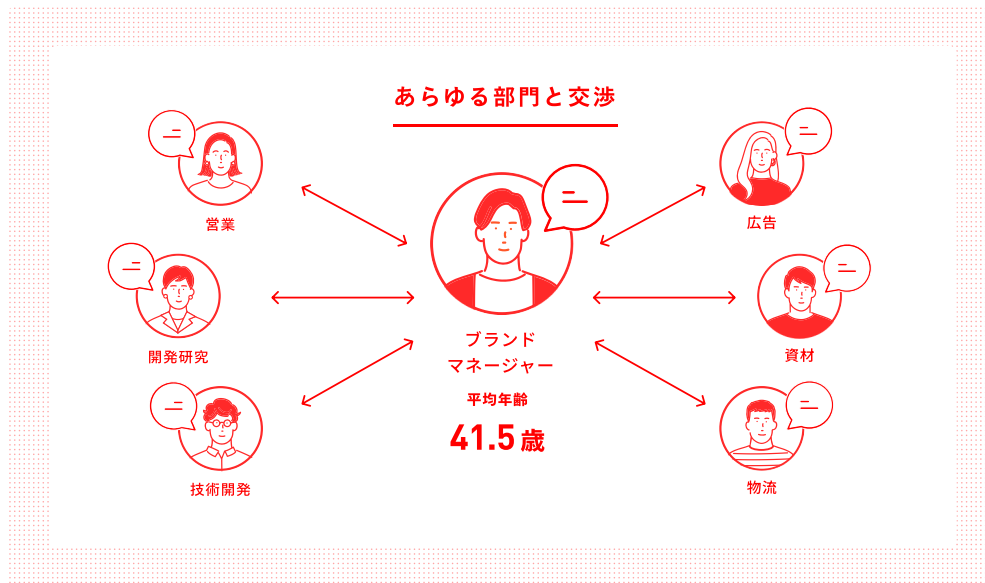 あらゆる部門と交渉
営業
広告
開発研究
ブランド
マネージャー
資材
平均年齢
41.5歳
技術開発
物流